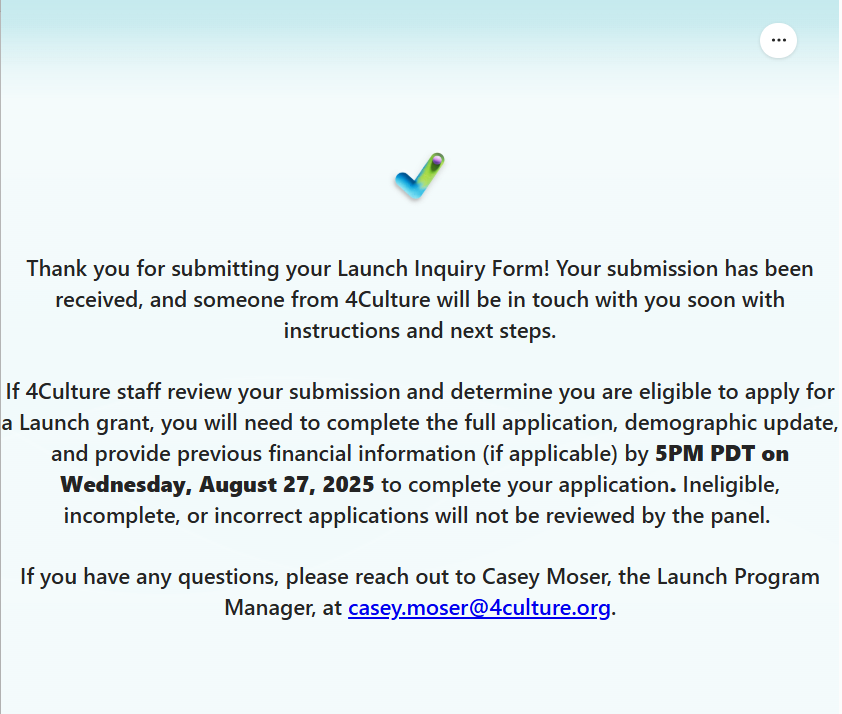 Thank you for submitting your Launch Inquiry Form! Your submission has been
received, and someone from 4Culture will be in touch with you soon with
instructions and next steps.
If 4Culture staff review your submission and determine you are eligible to apply for
a Launch grant, you will need to complete the full application, demographic update,
and provide previous financial information (if applicable) by 5PM PDT on
Wednesday, August 27, 2025 to complete your application. Ineligible,
incomplete, or incorrect applications will not be reviewed by the panel.
If you have any questions, please reach out to Casey Moser, the Launch Program
Manager, at casey.moser@4culture.org.